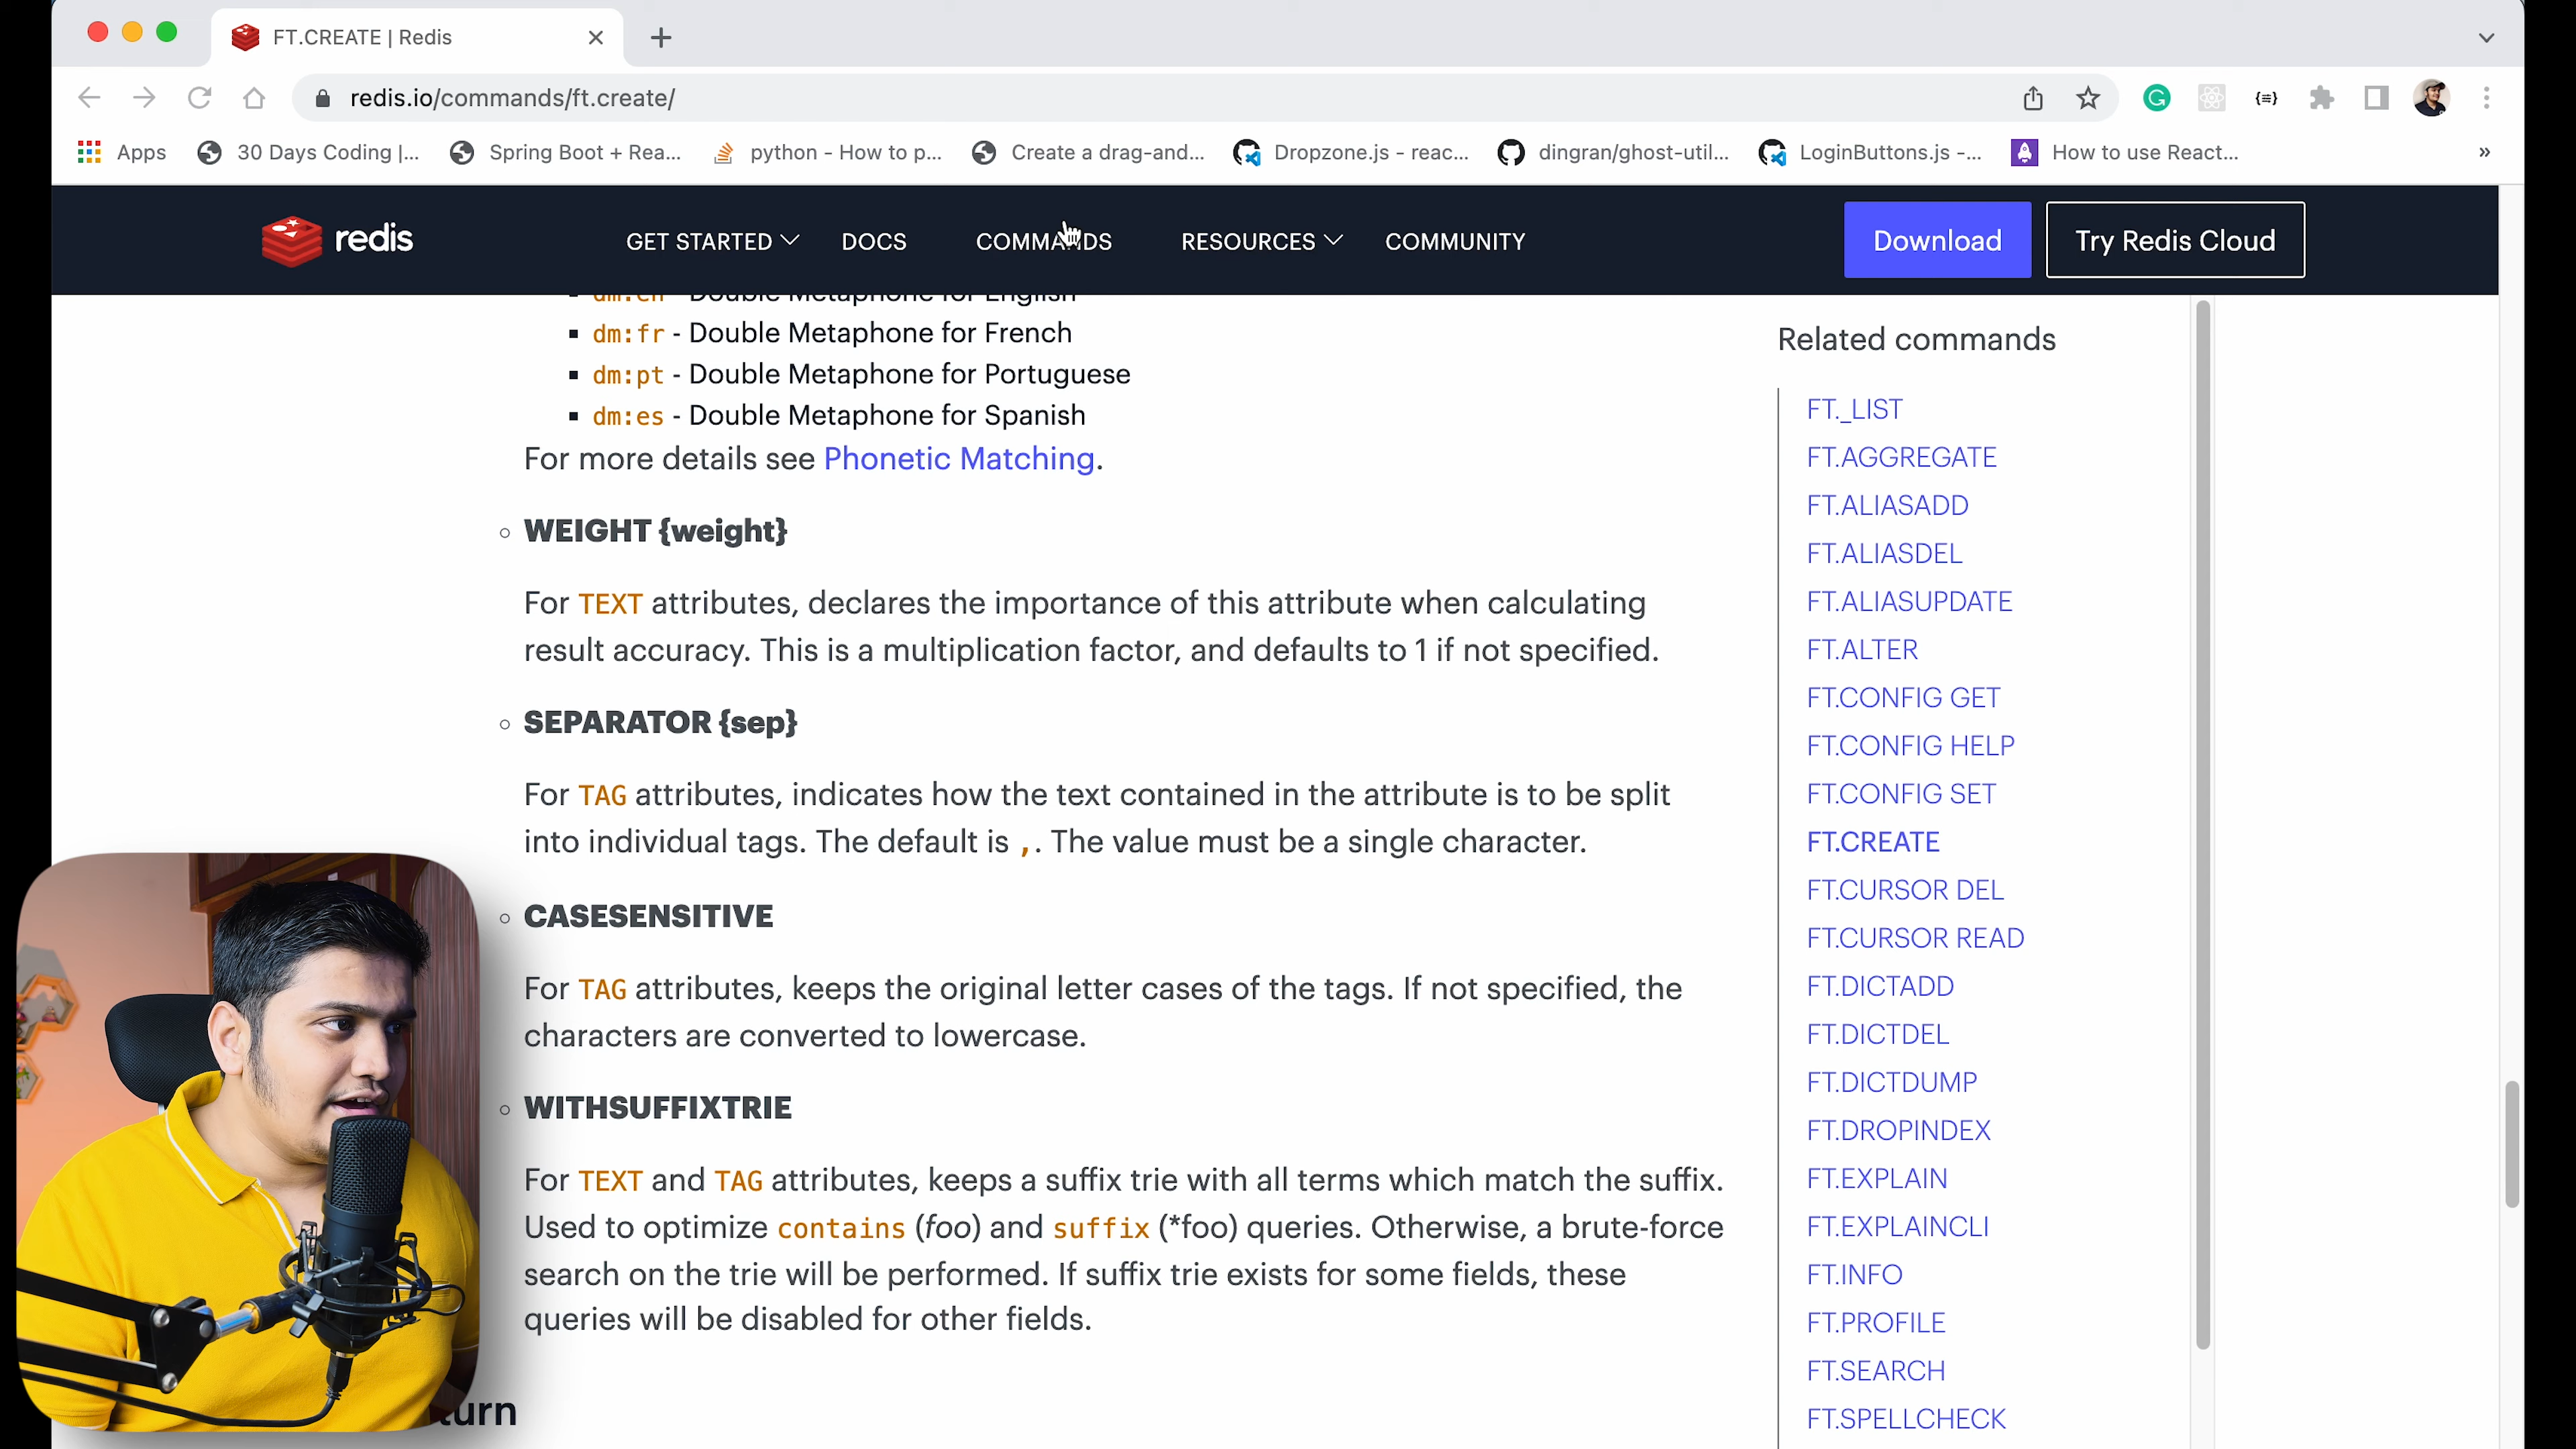 FT.CREATE | Redis
redis.io/commands/ft.create/
Apps
30 Days Coding |...
Spring Boot + Rea...
python - How to p...
Create a drag-and...
Dropzone.js - reac...
dingran/ghost-util...
LoginButtons.js -...
How to use React...
»
redis
GET STARTED
DOCS
COMMANDS
RESOURCES
COMMUNITY
Download
Try Redis Cloud
dm:en - Double Metaphone for English
dm:fr - Double Metaphone for French
dm:pt - Double Metaphone for Portuguese
dm:es - Double Metaphone for Spanish
For more details see Phonetic Matching.
WEIGHT {weight}
For TEXT attributes, declares the importance of this attribute when calculating
result accuracy. This is a multiplication factor, and defaults to 1 if not specified.
SEPARATOR {sep}
For TAG attributes, indicates how the text contained in the attribute is to be split
into individual tags. The default is ,. The value must be a single character.
CASESENSITIVE
For TAG attributes, keeps the original letter cases of the tags. If not specified, the
characters are converted to lowercase.
WITHSUFFIXTRIE
For TEXT and TAG attributes, keeps a suffix trie with all terms which match the suffix.
Used to optimize contains (foo) and suffix (*foo) queries. Otherwise, a brute-force
search on the trie will be performed. If suffix trie exists for some fields, these
queries will be disabled for other fields.
turn
Related commands
FT._LIST
FT.AGGREGATE
FT.ALIASADD
FT.ALIASDEL
FT.ALIASUPDATE
FT.ALTER
FT.CONFIG GET
FT.CONFIG HELP
FT.CONFIG SET
FT.CREATE
FT.CURSOR DEL
FT.CURSOR READ
FT.DICTADD
FT.DICTDEL
FT.DICTDUMP
FT.DROPINDEX
FT.EXPLAIN
FT.EXPLAINCLI
FT.INFO
FT.PROFILE
FT.SEARCH
FT.SPELLCHECK